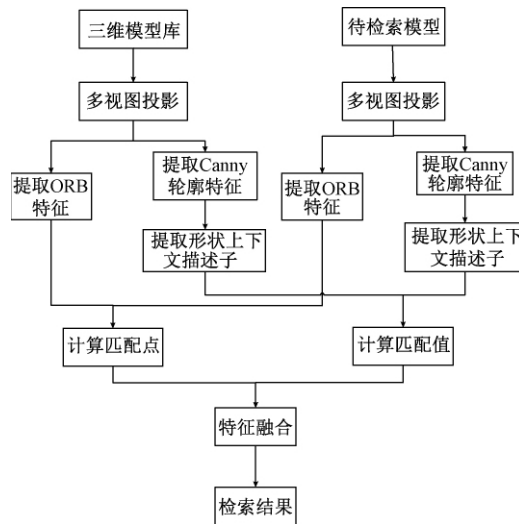 三维模型库
待检索模型
多视图投影
多视图投影
提取ORB
特征
提取Canny
轮廓特征
提取ORB
特征
提取Canny
轮廓特征
提取形状上下
文描述子
提取形状上下
文描述子
计算匹配点
计算匹配值
特征融合
检索结果